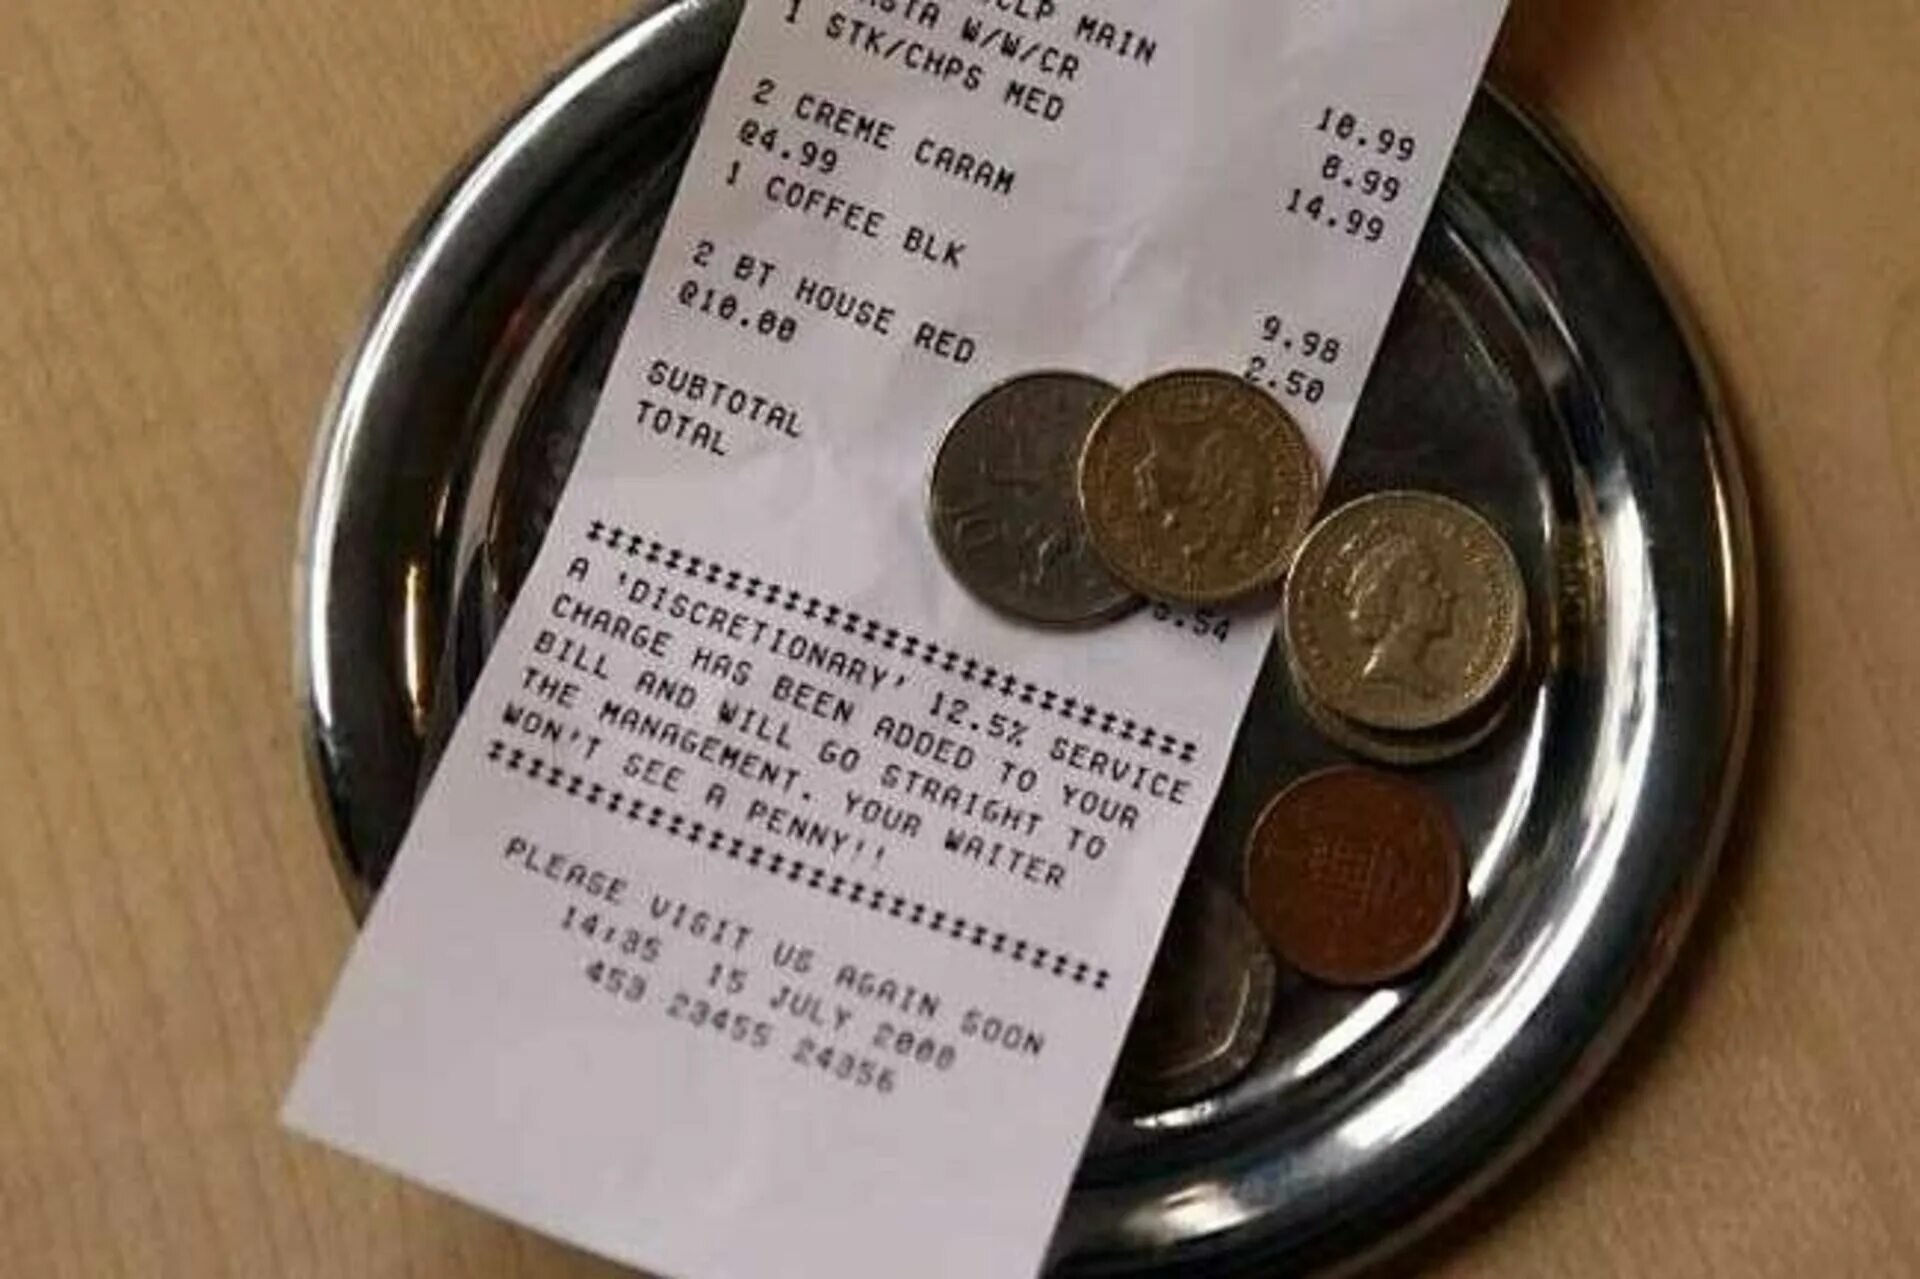 MAIN
W/W/CR
1 STK/CHPS MED
10.99
8.99
14.99
2 CREME CARAM
@4.99
9.98
1 COFFEE BLK
2.50
2 BT HOUSE RED
@10.00
SUBTOTAL
TOTAL
.54
A 'DISCRETIONARY' 12.5% SERVICE
CHARGE HAS BEEN ADDED TO YOUR
BILL AND WILL GO STRAIGHT TO
THE MANAGEMENT. YOUR WAITER
WON'T SEE A PENNY!!
PLEASE VISIT US AGAIN SOON
14:35 15 JULY 2008
453 23455 24356